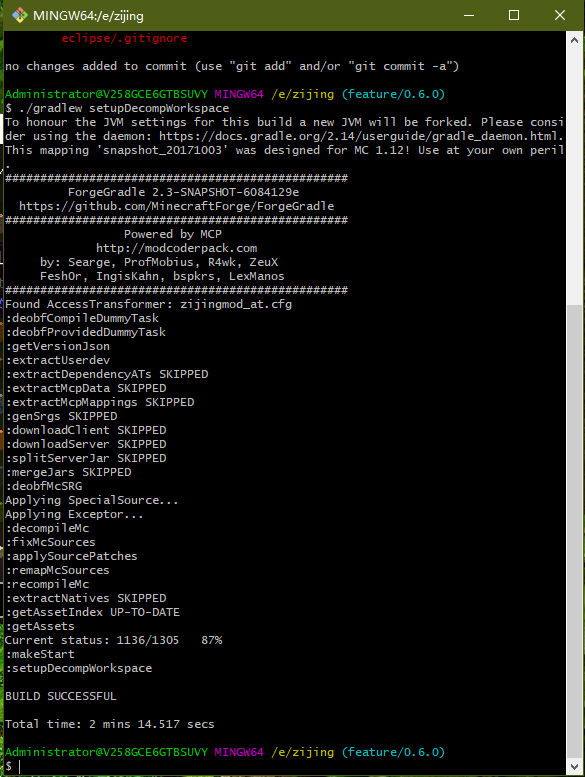 MINGW64:/e/zijing
eclipse/.gitignore
no changes added to commit (use "git add" and/or "git commit -a")
Administrator@V258GCE6GTBSUVY MINGW64 /e/zijing (feature/0.6.0)
$ ./gradlew setupDecompWorkspace
To honour the JVM settings for this build a new JVM will be forked. Please consi
der using the daemon: https://docs.gradle.org/2.14/userguide/gradle_daemon.html.
This mapping 'snapshot_20171003' was designed for MC 1.12! Use at your own peril
.
#################################################
ForgeGradle 2.3-SNAPSHOT-6084129e
https://github.com/MinecraftForge/ForgeGradle
#################################################
Powered by MCP
http://modcoderpack.com
by: Searge, ProfMobius, R4wk, ZeuX
Fesh0r, IngisKahn, bspkrs, LexManos
#################################################
Found AccessTransformer: zijingmod_at.cfg
:deobfCompileDummyTask
:deobfProvidedDummyTask
:getVersionJson
:extractUserdev
:extractDependencyATs SKIPPED
:extractMcpData SKIPPED
:extractMcpMappings SKIPPED
:genSrgs SKIPPED
:downloadClient SKIPPED
:downloadServer SKIPPED
:splitServerJar SKIPPED
:mergeJars SKIPPED
:deobfMcSRG
Applying SpecialSource...
Applying Exceptor...
:decompileMc
:fixMcSources
:applySourcePatches
:remapMcSources
:recompileMc
:extractNatives SKIPPED
:getAssetIndex UP-TO-DATE
:getAssets
Current status: 1136/1305   87%
:makeStart
:setupDecompWorkspace
BUILD SUCCESSFUL
Total time: 2 mins 14.517 secs
Administrator@V258GCE6GTBSUVY MINGW64 /e/zijing (feature/0.6.0)
$